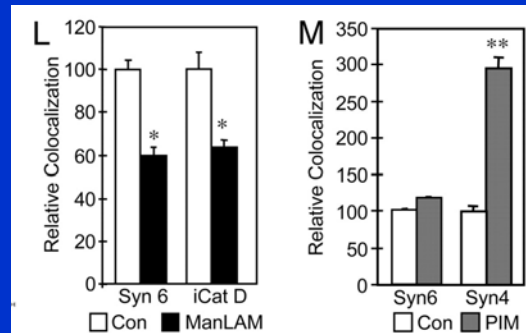 L
Relative Colocalization
120
100
80
60
40
20
0
*
*
Syn 6 iCat D
Con ManLAM
M
Relative Colocalization
350
300
250
200
150
100
50
0
**
Syn6 Syn4
Con PIM